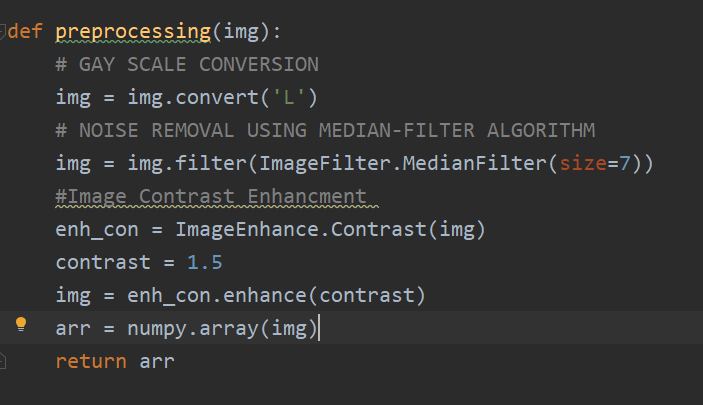 def preprocessing(img):
# GAY SCALE CONVERSION
img = img.convert('L')
# NOISE REMOVAL USING MEDIAN-FILTER ALGORITHM
img = img.filter(ImageFilter.MedianFilter(size=7))
#Image Contrast Enhancment
enh_con = ImageEnhance.Contrast(img)
contrast = 1.5
img = enh_con.enhance(contrast)
arr = numpy.array(img)
return arr